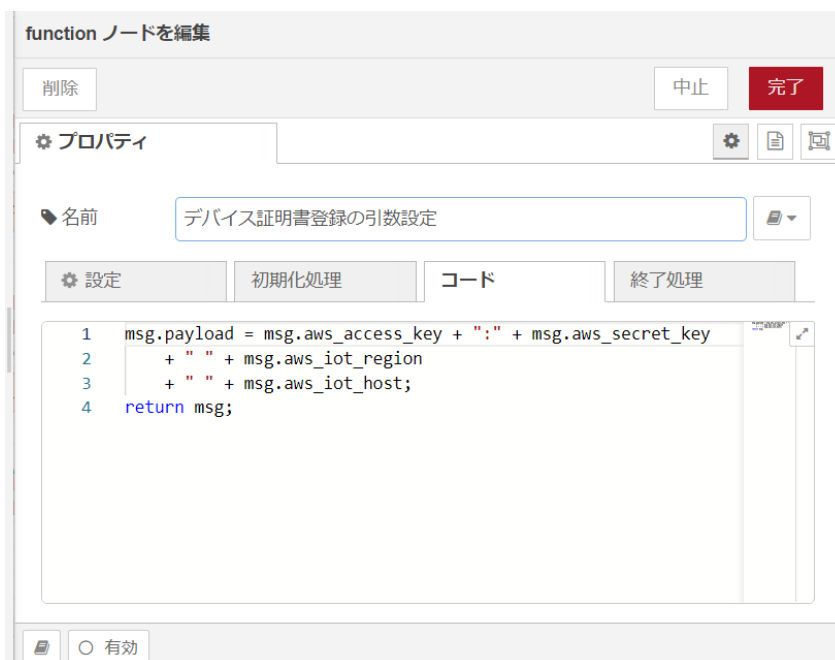 function ノードを編集
削除
中止
完了
プロパティ
名前
デバイス証明書登録の引数設定
設定
初期化処理
コード
終了処理
1 msg.payload = msg.aws_access_key + ":" + msg.aws_secret_key
2     + " " + msg.aws_iot_region
3     + " " + msg.aws_iot_host;
4 return msg;
有効